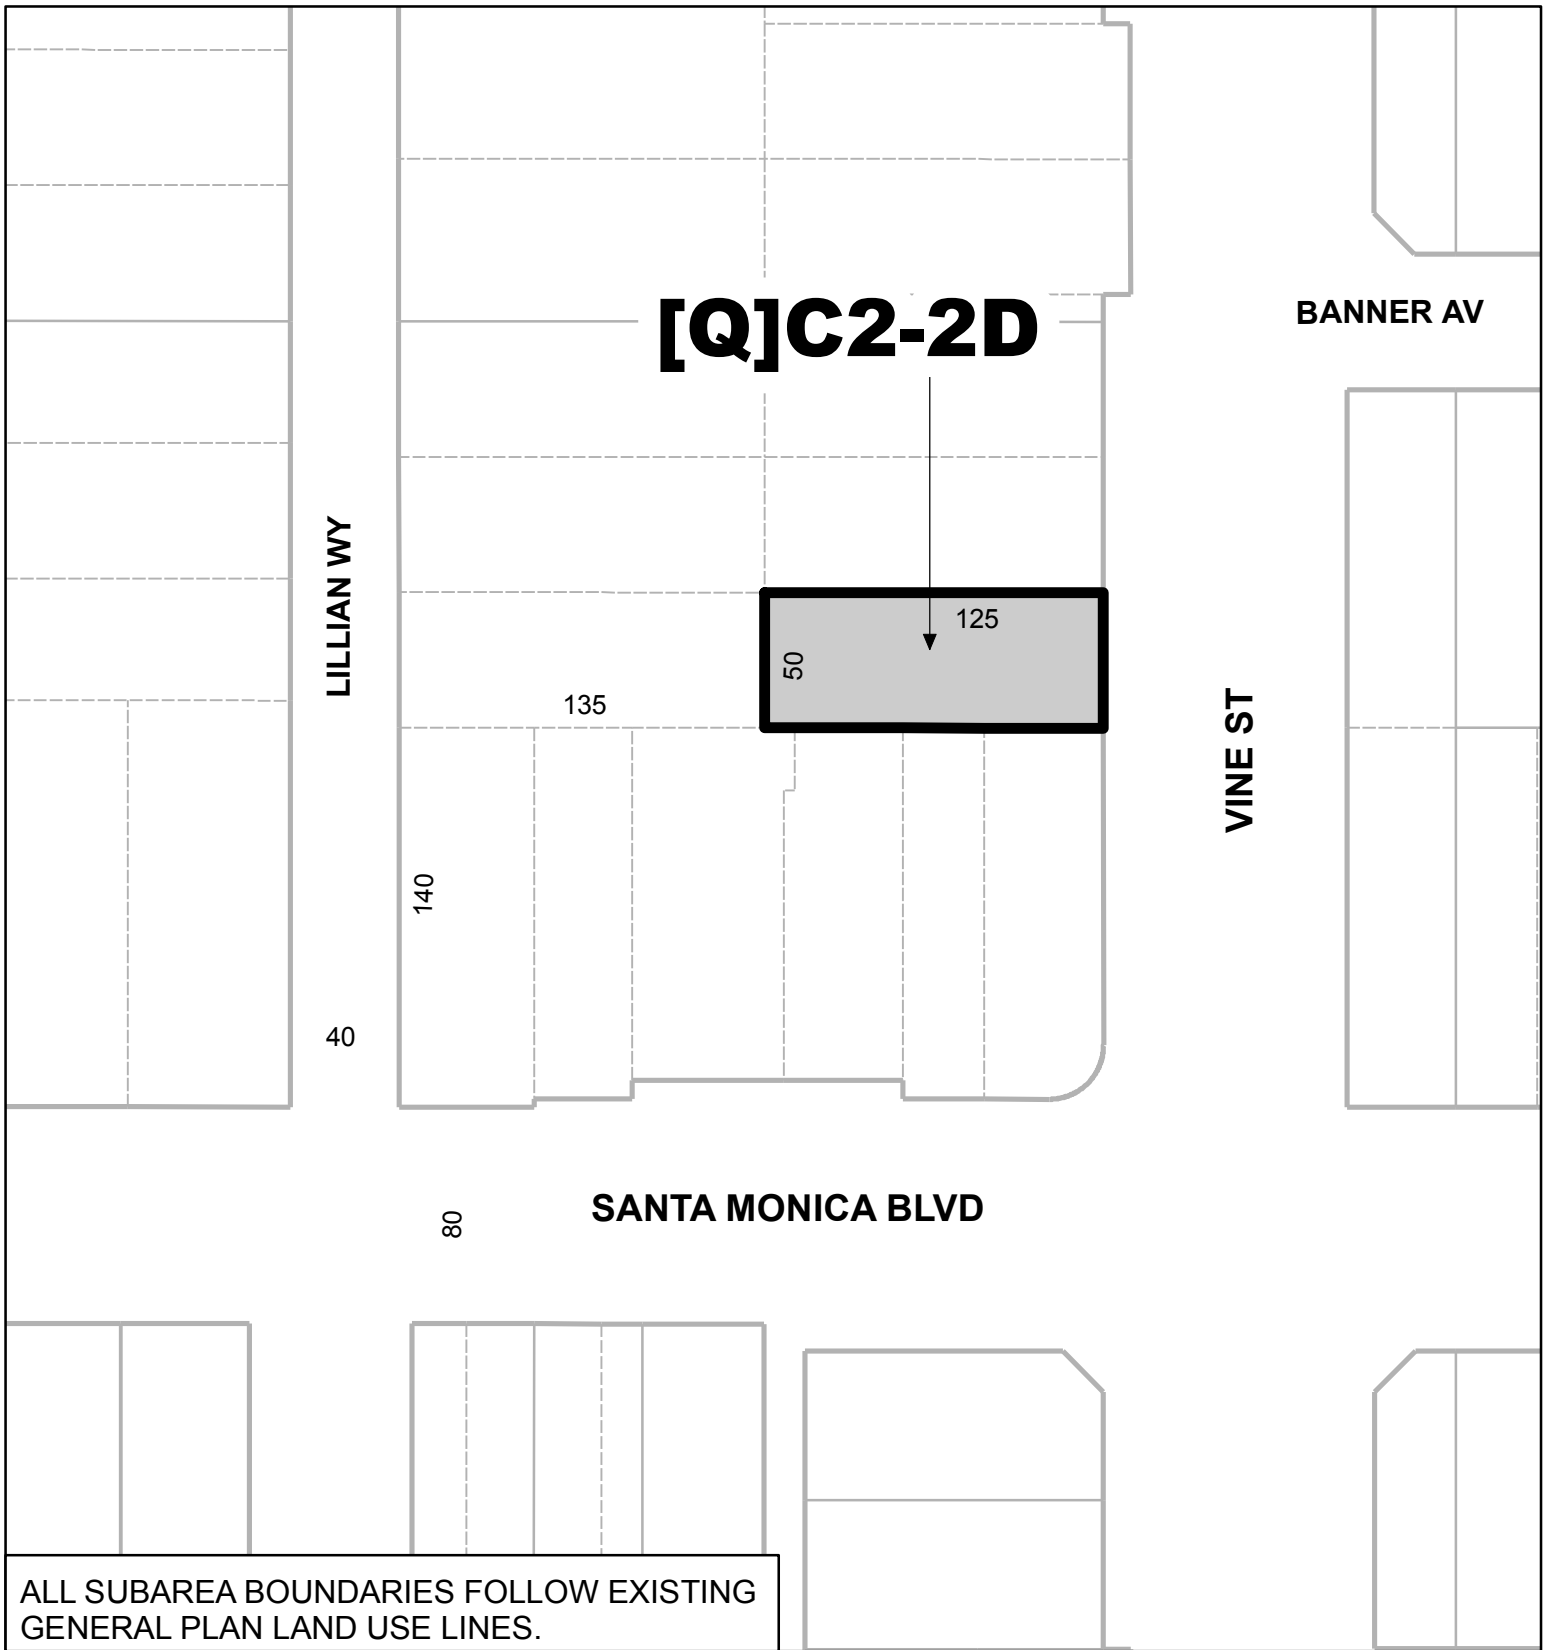 [Q]C2-2D
BANNER AV
LILLIAN WY
125
50
135
VINE ST
140
40
SANTA MONICA BLVD
80
ALL SUBAREA BOUNDARIES FOLLOW EXISTING
GENERAL PLAN LAND USE LINES.